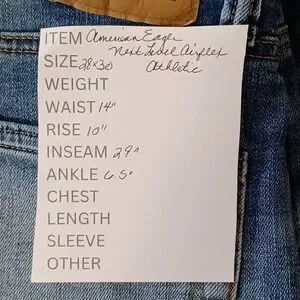 ITEM American Eagle
Next Level Airflex
SIZE 28x30 Athletic
WEIGHT
WAIST 14"
RISE 10"
INSEAM 29"
ANKLE 6.5"
CHEST
LENGTH
SLEEVE
OTHER